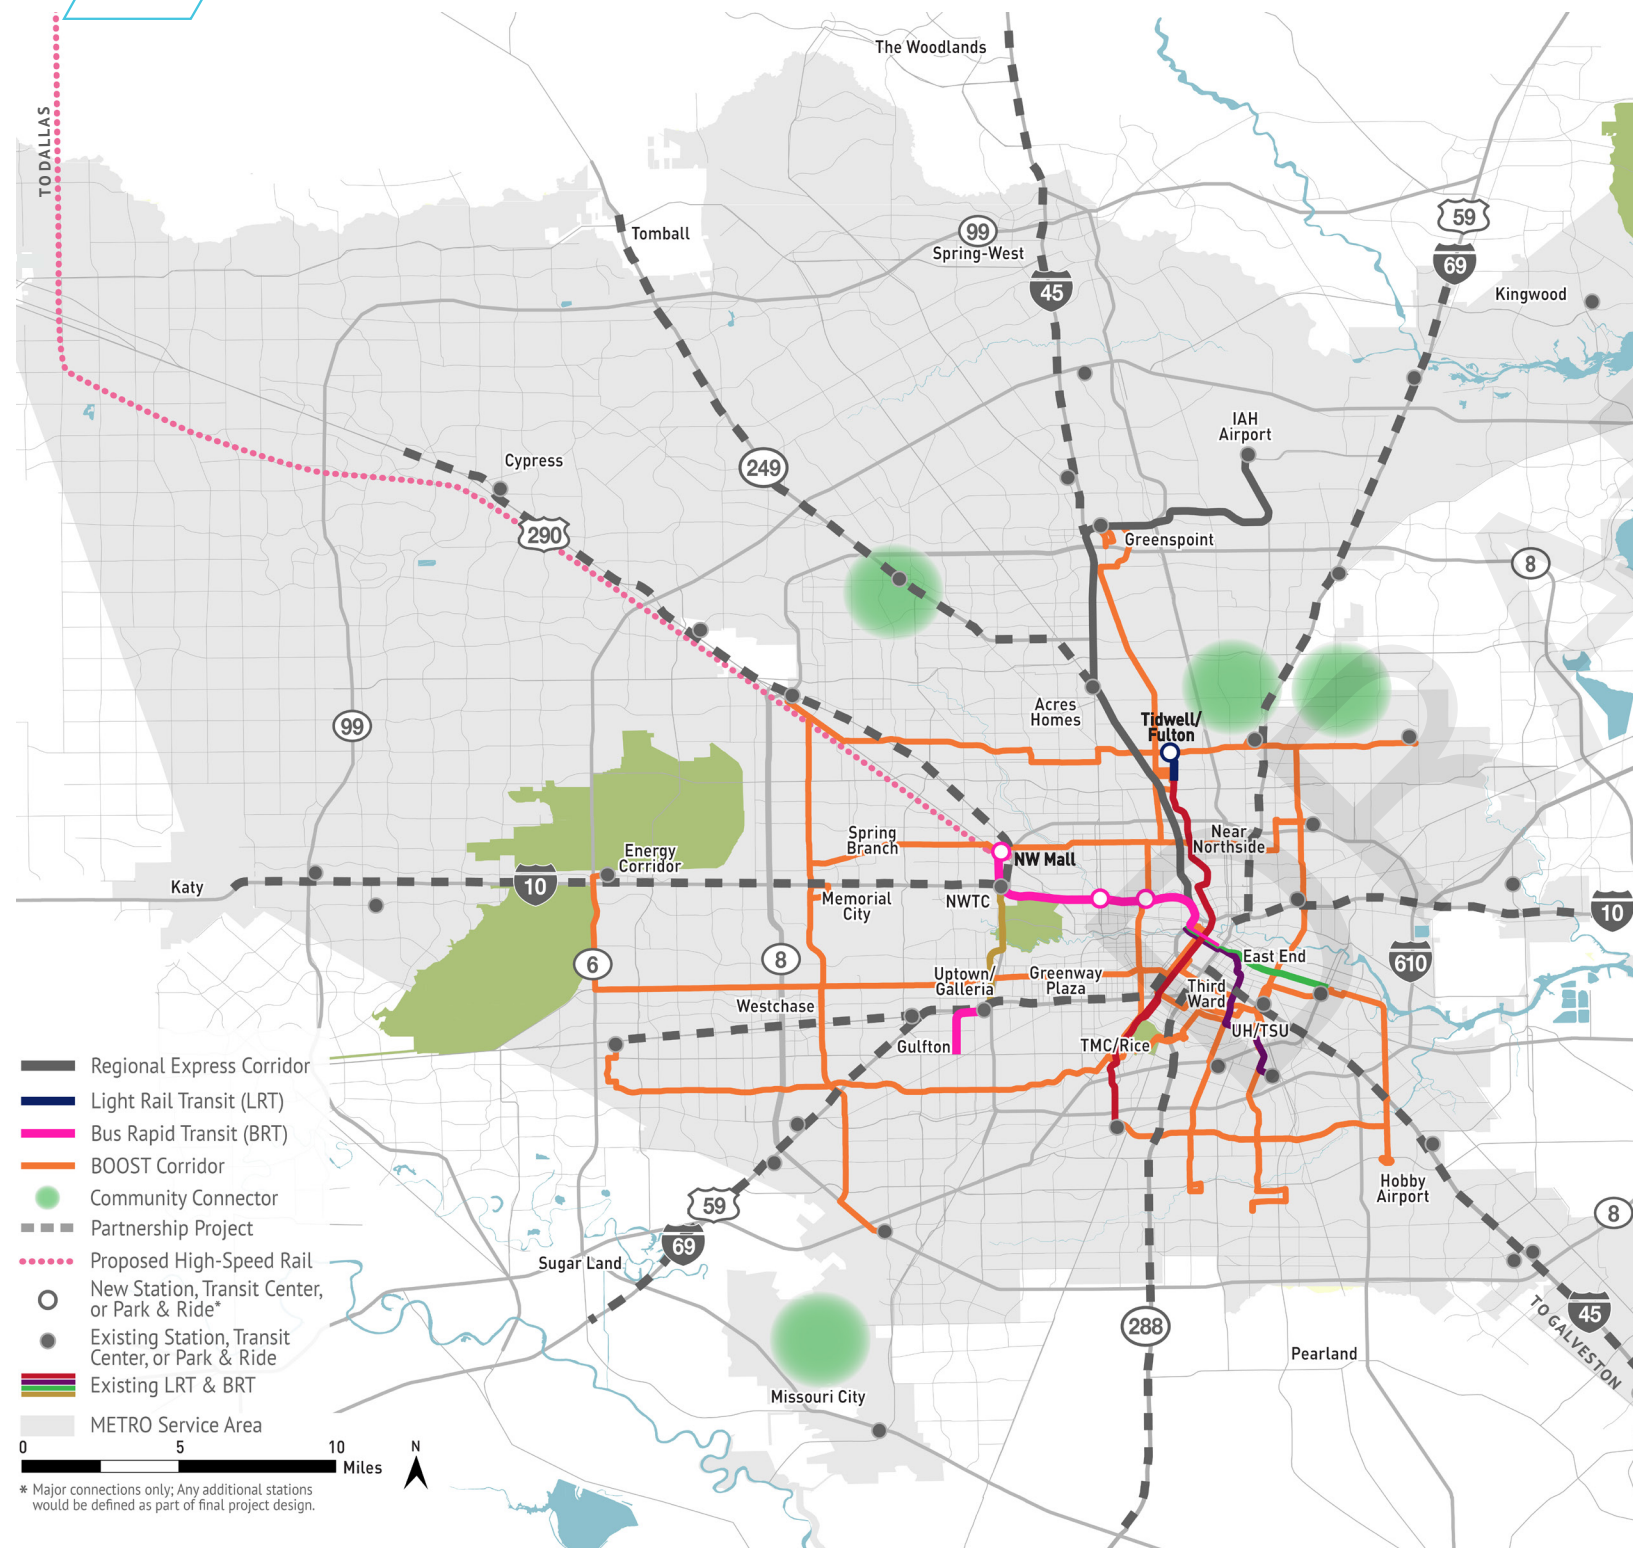 The Woodlands
TO DALLAS
59
69
Tomball
99
Spring-West
45
Kingwood
IAH
Airport
Cypress
249
290
Greenspoint
8
Acres
Homes
Tidwell/
Fulton
99
Spring
Branch
Near
Northside
Energy
Corridor
NW Mall
Katy
10
Memorial
City
NWTC
10
6
8
East End
610
Uptown/
Galleria
Greenway
Plaza
Third
Ward
Westchase
UH/TSU
Gulfton
TMC/Rice
Hobby
Airport
59
69
8
Sugar Land
45
TO GALVESTON
288
Pearland
Missouri City
Regional Express Corridor
Light Rail Transit (LRT)
Bus Rapid Transit (BRT)
BOOST Corridor
Community Connector
Partnership Project
Proposed High-Speed Rail
New Station, Transit Center,
or Park & Ride*
Existing Station, Transit
Center, or Park & Ride
Existing LRT & BRT
METRO Service Area
0 5 10
Miles
N
* Major connections only; Any additional stations
would be defined as part of final project design.